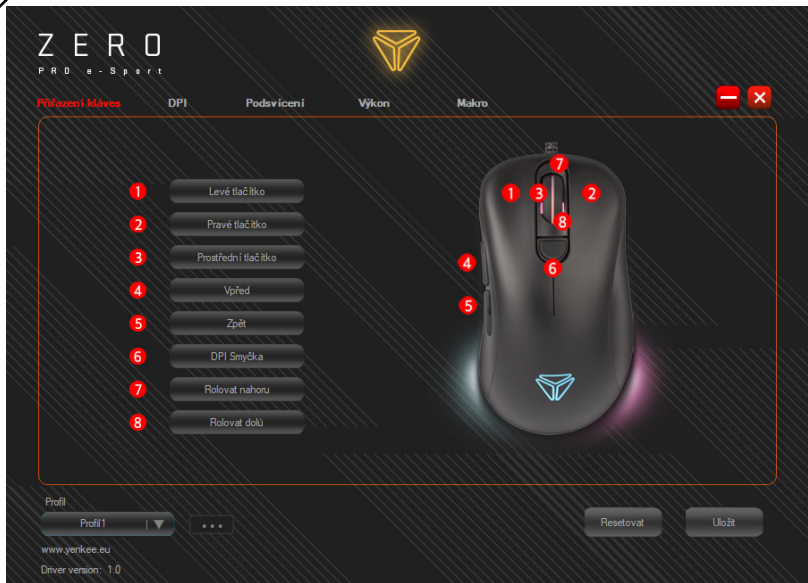 ZERO
PRO e-Sport
Přiřazení kláves
DPI
Podsvícení
Výkon
Makro
1 Levé tlačítko
2 Pravé tlačítko
3 Prostřední tlačítko
4 Vpřed
5 Zpět
6 DPI Smyčka
7 Rolovat nahoru
8 Rolovat dolů
7
1 3 2
8
4 6
5
Profil
Profil1
...
Resetovat
Uložit
www.yenkee.eu
Driver version: 1.0